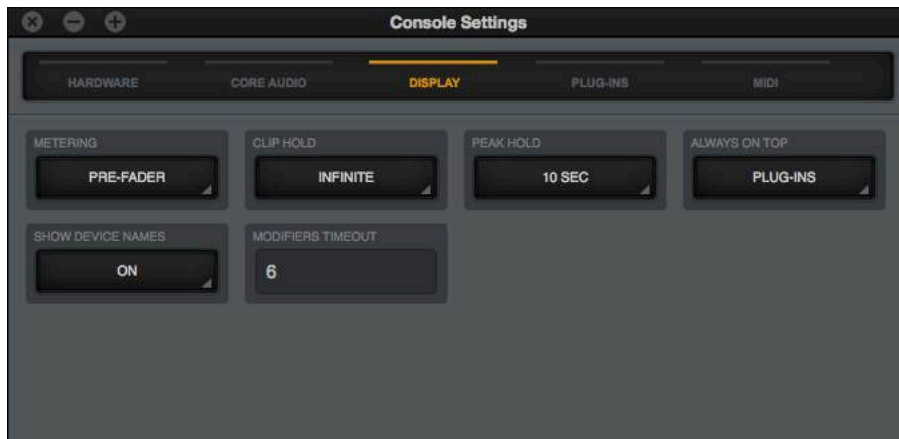 Console Settings
HARDWARE CORE AUDIO DISPLAY PLUG-INS MIDI
METERING CLIP HOLD PEAK HOLD ALWAYS ON TOP
PRE-FADER INFINITE 10 SEC PLUG-INS
SHOW DEVICE NAMES MODIFIERS TIMEOUT
ON 6